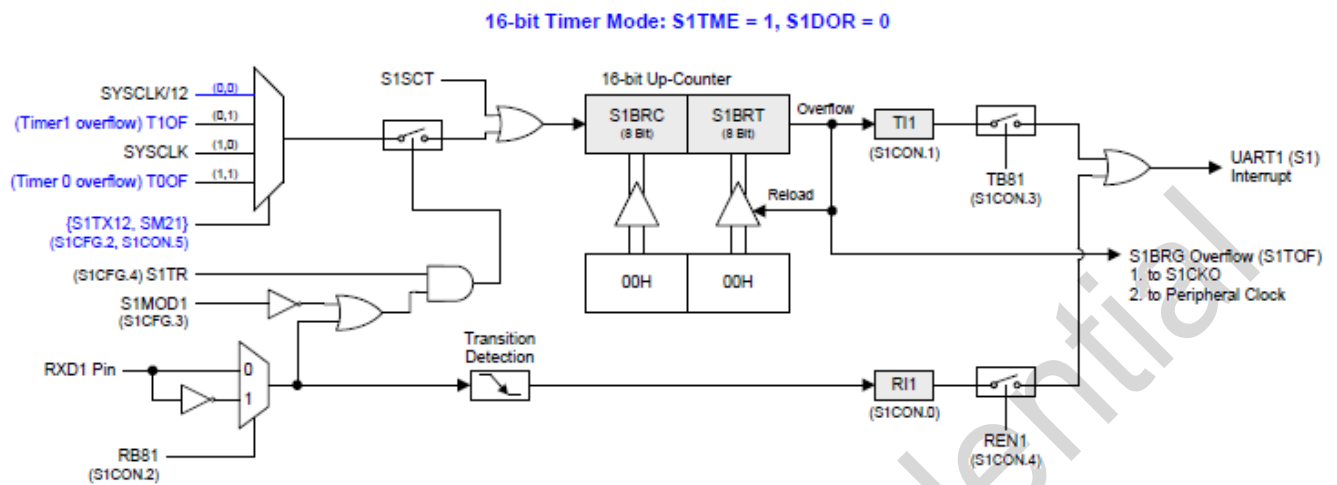 16-bit Timer Mode: S1TME = 1, S1DOR = 0
S1SCT
16-bit Up-Counter
SYSCLK/12
(0,0)
(Timer1 overflow) T1OF
(0,1)
SYSCLK
(1,0)
(Timer 0 overflow) T0OF
(1,1)
{S1TX12, SM21}
(S1CFG.2, S1CON.5)
S1BRC
(8 Bit)
S1BRT
(8 Bit)
Overflow
TI1
(S1CON.1)
TB81
(S1CON.3)
UART1 (S1)
Interrupt
Reload
(S1CFG.4) S1TR
S1MOD1
(S1CFG.3)
00H
00H
S1BRG Overflow (S1TOF)
1. to S1CKO
2. to Peripheral Clock
Transition
Detection
RXD1 Pin
0
1
RB81
(S1CON.2)
RI1
(S1CON.0)
REN1
(S1CON.4)